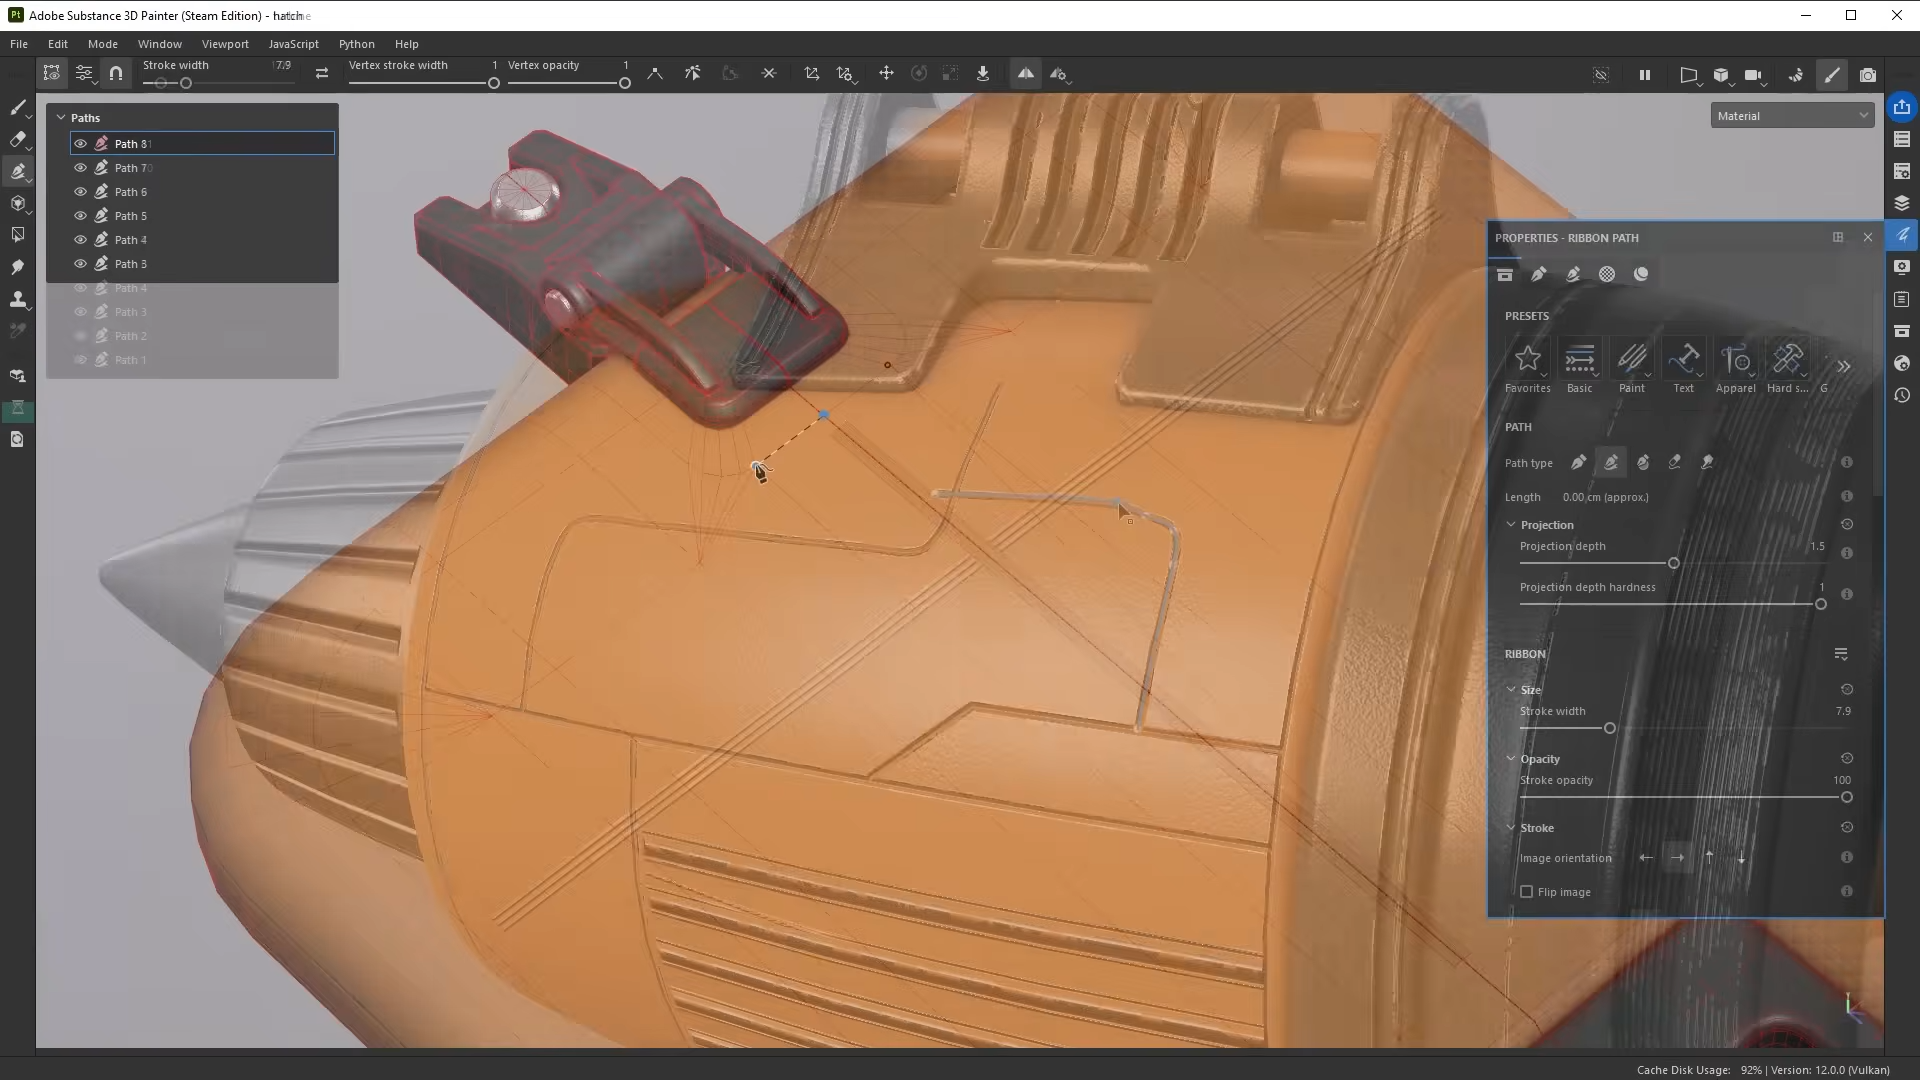 Adobe Substance 3D Painter (Steam Edition) - hatch
File Edit Mode Window Viewport JavaScript Python Help
Stroke width 7.9 Vertex stroke width 1 Vertex opacity 1
Paths
Path 8
Path 7
Path 6
Path 5
Path 4
Path 3
Path 4
Path 3
Path 2
Path 1
Material
PROPERTIES - RIBBON PATH
PRESETS
Favorites Basic Paint Text Apparel Hard s... G
PATH
Path type
Length 0.00 cm (approx.)
Projection
Projection depth 1.5
Projection depth hardness 1
RIBBON
Size
Stroke width 7.9
Opacity
Stroke opacity 100
Stroke
Image orientation
Flip image
Cache Disk Usage: 92% | Version: 12.0.0 (Vulkan)